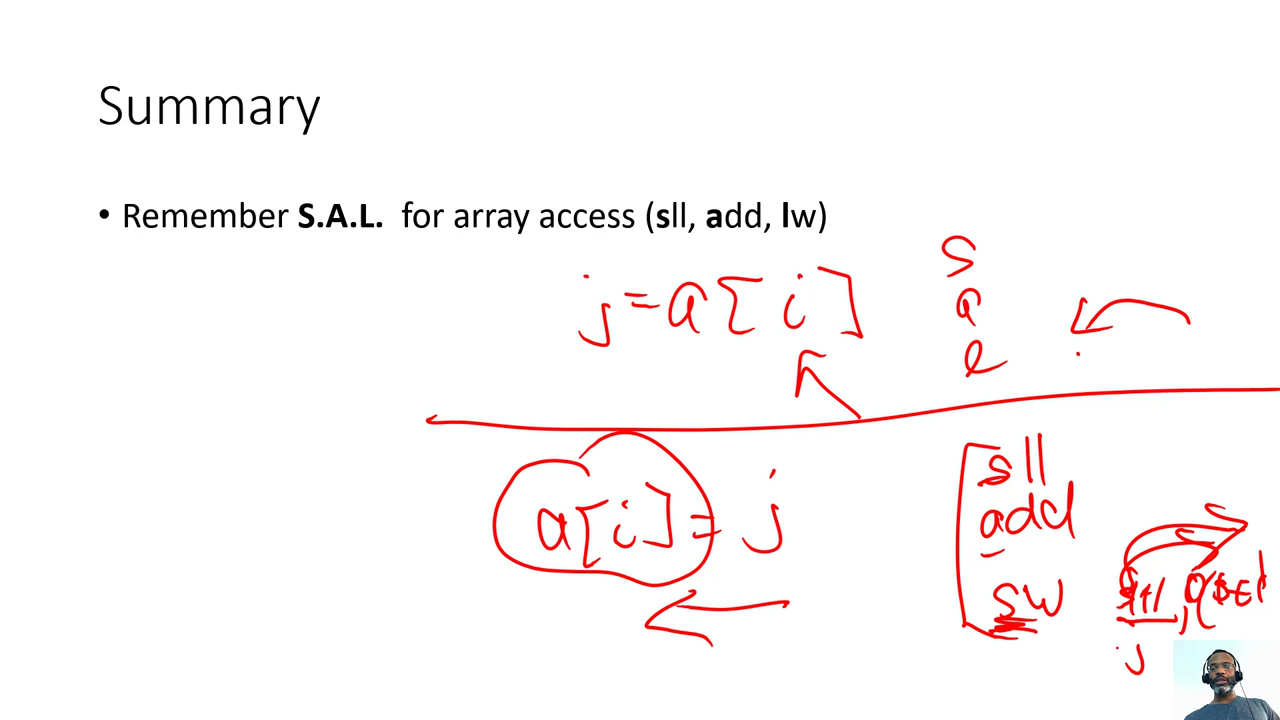 Summary
• Remember S.A.L. for array access (sll, add, lw)
j=a[i]
s
a
l
a[i]=j
sll
add
sw
j